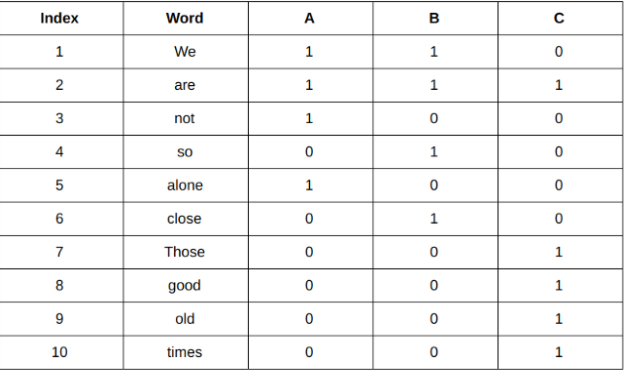 Index Word A B C
1 We 1 1 0
2 are 1 1 1
3 not 1 0 0
4 so 0 1 0
5 alone 1 0 0
6 close 0 1 0
7 Those 0 0 1
8 good 0 0 1
9 old 0 0 1
10 times 0 0 1